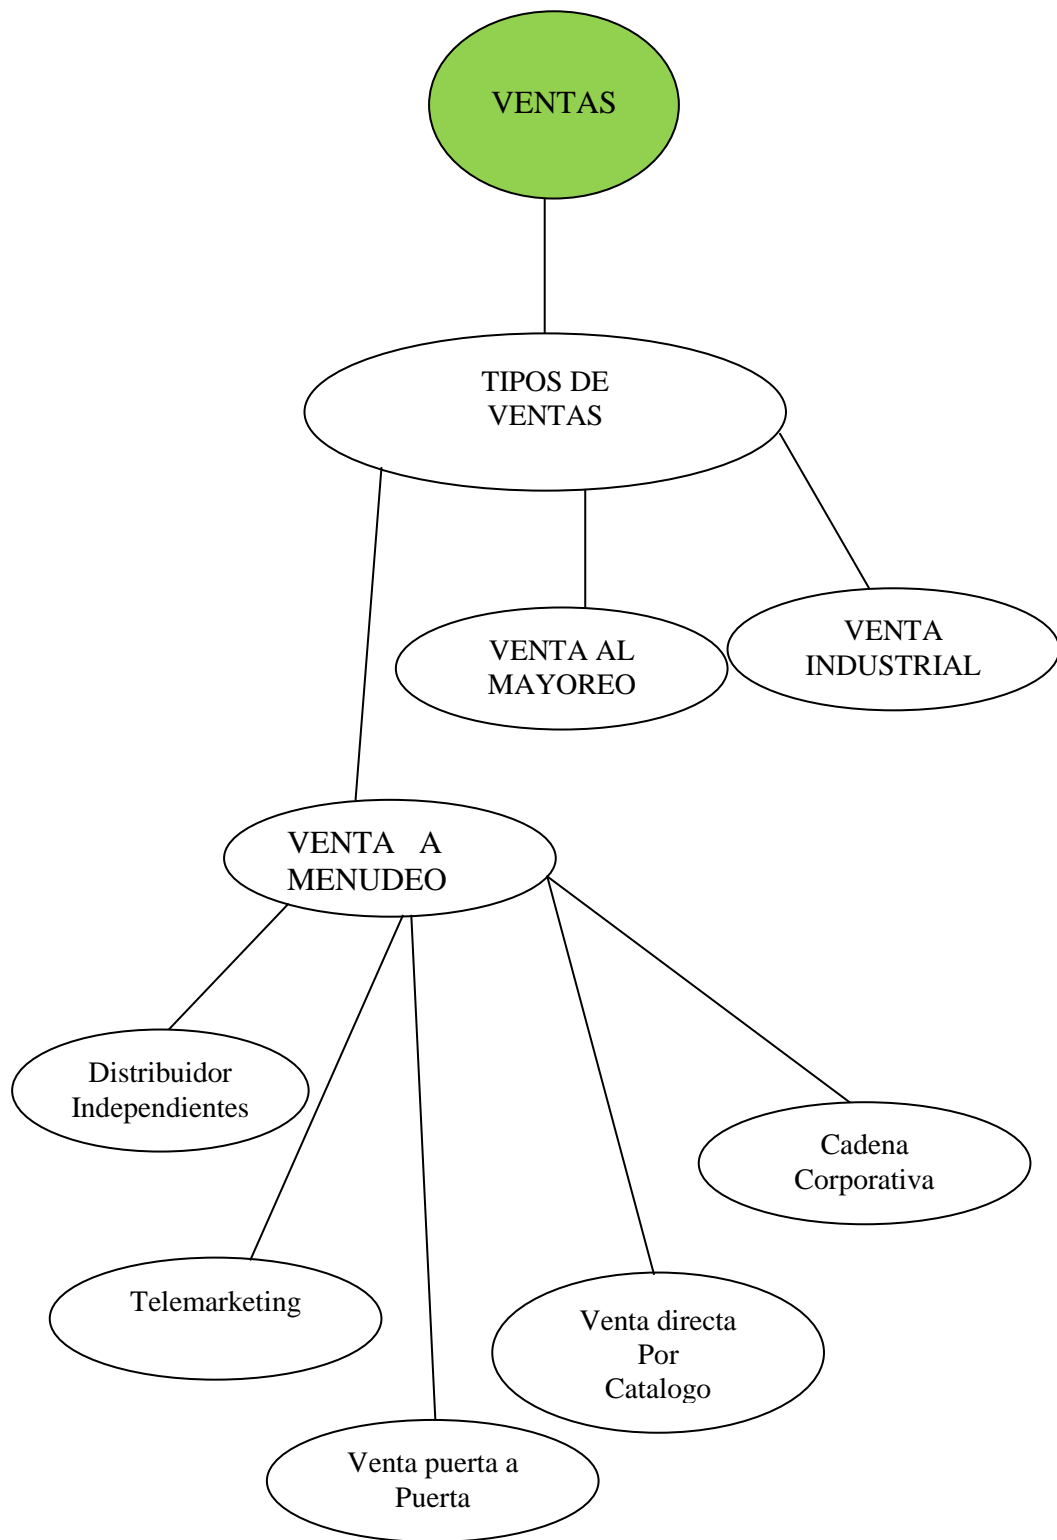 VENTAS
TIPOS DE
VENTAS
VENTA AL
MAYOREO
VENTA
INDUSTRIAL
VENTA A
MENUDEO
Distribuidor
Independientes
Cadena
Corporativa
Telemarketing
Venta directa
Por
Catalogo
Venta puerta a
Puerta